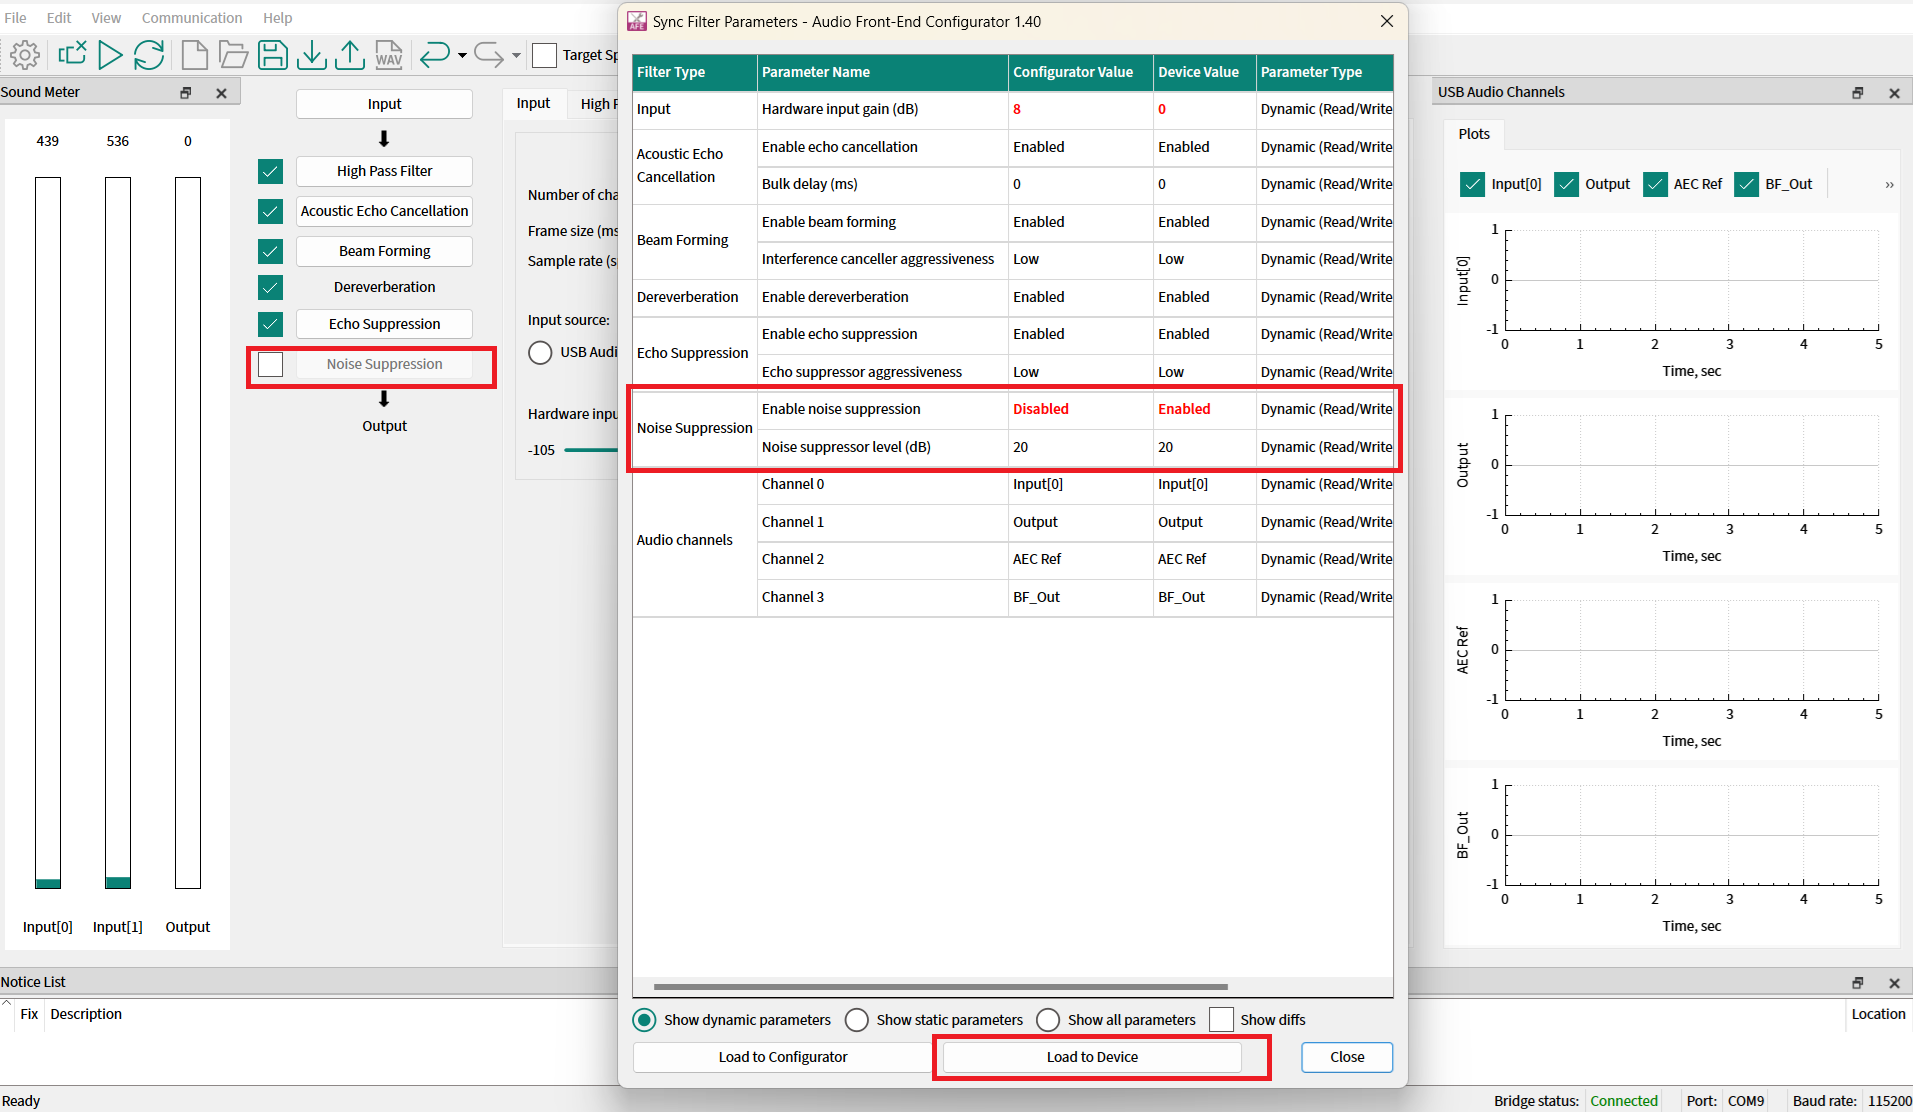 File Edit View Communication Help
WAV
Target Sp
Sound Meter
439 536 0
Input[0] Input[1] Output
Input
High Pass Filter
Acoustic Echo Cancellation
Beam Forming
Dereverberation
Echo Suppression
Noise Suppression
Output
Input High P
Number of cha
Frame size (ms
Sample rate (s
Input source:
USB Audi
Hardware inpu
-105
AFE Sync Filter Parameters - Audio Front-End Configurator 1.40
Filter Type Parameter Name Configurator Value Device Value Parameter Type
Input Hardware input gain (dB) 8 0 Dynamic (Read/Write
Acoustic Echo
Cancellation
Enable echo cancellation Enabled Enabled Dynamic (Read/Write
Bulk delay (ms) 0 0 Dynamic (Read/Write
Beam Forming
Enable beam forming Enabled Enabled Dynamic (Read/Write
Interference canceller aggressiveness Low Low Dynamic (Read/Write
Dereverberation Enable dereverberation Enabled Enabled Dynamic (Read/Write
Echo Suppression
Enable echo suppression Enabled Enabled Dynamic (Read/Write
Echo suppressor aggressiveness Low Low Dynamic (Read/Write
Noise Suppression
Enable noise suppression Disabled Enabled Dynamic (Read/Write
Noise suppressor level (dB) 20 20 Dynamic (Read/Write
Audio channels
Channel 0 Input[0] Input[0] Dynamic (Read/Write
Channel 1 Output Output Dynamic (Read/Write
Channel 2 AEC Ref AEC Ref Dynamic (Read/Write
Channel 3 BF_Out BF_Out Dynamic (Read/Write
Show dynamic parameters Show static parameters Show all parameters Show diffs
Load to Configurator Load to Device Close
USB Audio Channels
Plots
Input[0] Output AEC Ref BF_Out »
Input[0]
1
0
-1
0 1 2 3 4 5
Time, sec
Output
1
0
-1
0 1 2 3 4 5
Time, sec
AEC Ref
1
0
-1
0 1 2 3 4 5
Time, sec
BF_Out
1
0
-1
0 1 2 3 4 5
Time, sec
Notice List
Fix Description Location
Ready Bridge status: Connected Port: COM9 Baud rate: 115200